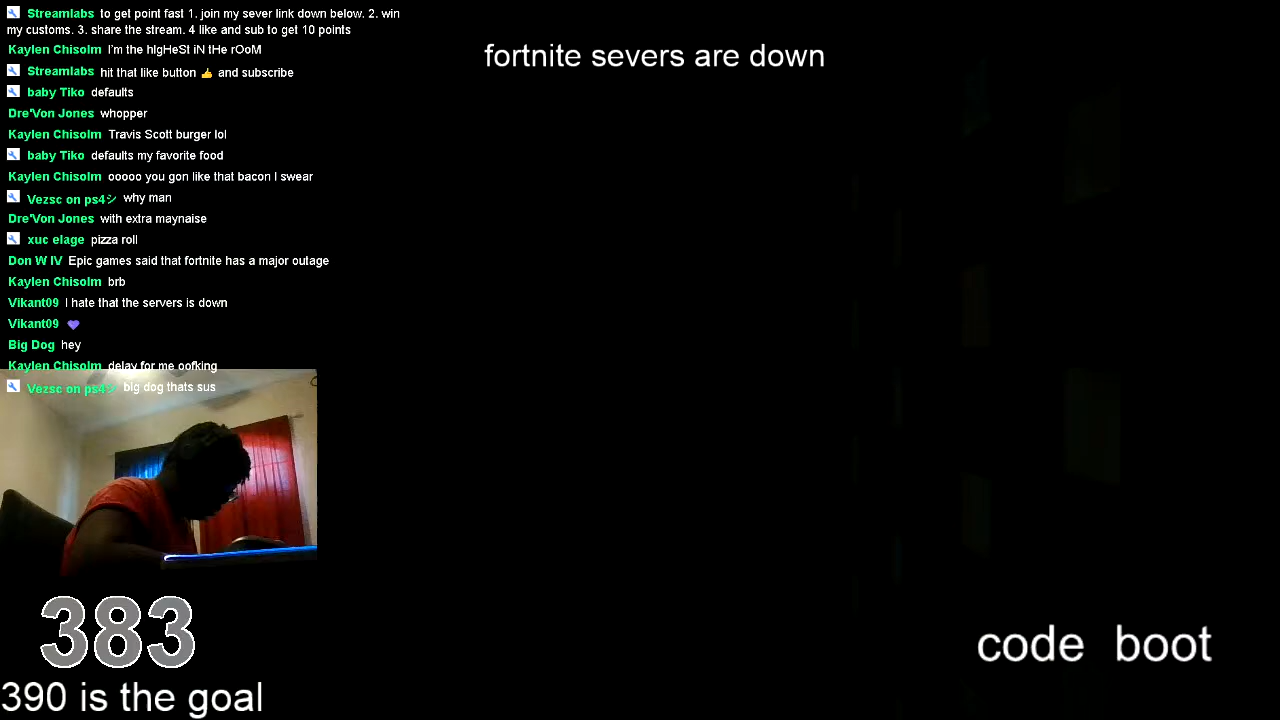 Streamlabs to get point fast 1. join my sever link down below. 2. win
my customs. 3. share the stream. 4 like and sub to get 10 points
Kaylen Chisolm I'm the hIgHeSt iN tHe rOoM
Streamlabs hit that like button 👍 and subscribe
baby Tiko defaults
Dre'Von Jones whopper
Kaylen Chisolm Travis Scott burger lol
baby Tiko defaults my favorite food
Kaylen Chisolm ooooo you gon like that bacon I swear
Vezsc on ps4シ why man
Dre'Von Jones with extra maynaise
xuc elage pizza roll
Don W IV Epic games said that fortnite has a major outage
Kaylen Chisolm brb
Vikant09 I hate that the servers is down
Vikant09 💜
Big Dog hey
Kaylen Chisolm delay for me oofking
Vezsc on ps4シ big dog thats sus
fortnite severs are down
383
390 is the goal
code boot